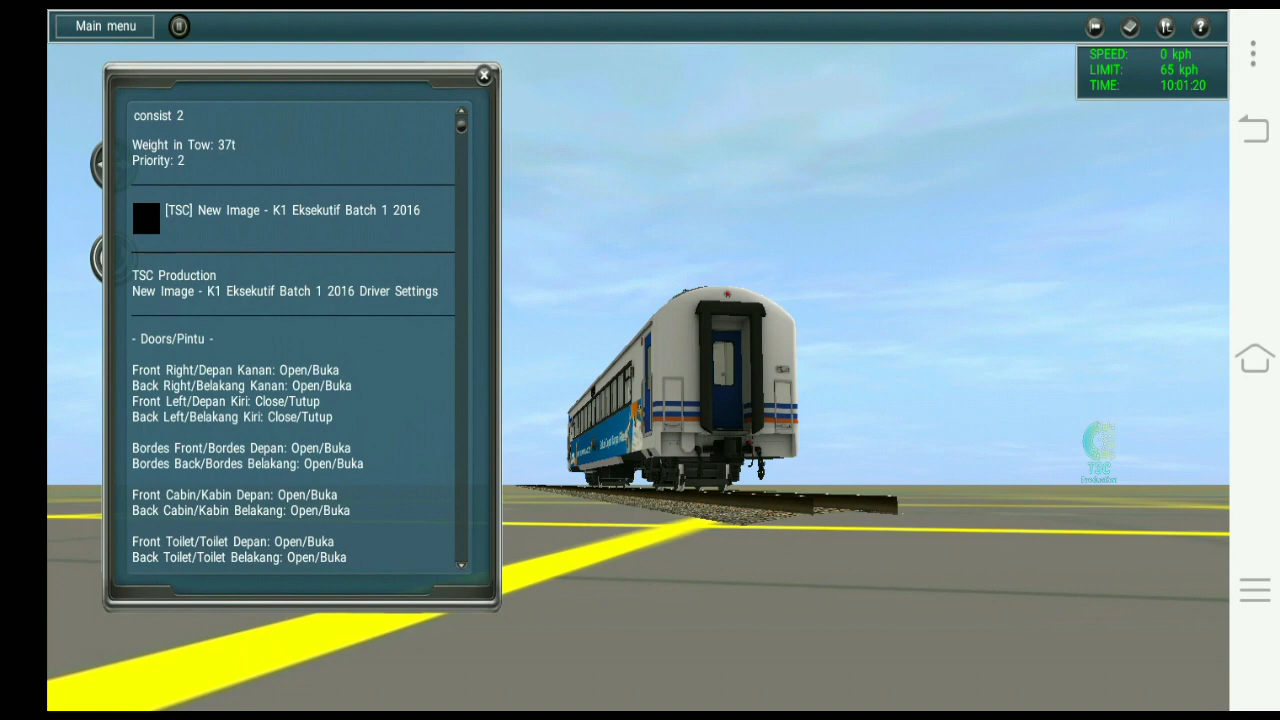 Main menu
SPEED: 0 kph
LIMIT: 65 kph
TIME: 10:01:20
consist 2
Weight in Tow: 37t
Priority: 2
[TSC] New Image - K1 Eksekutif Batch 1 2016
TSC Production
New Image - K1 Eksekutif Batch 1 2016 Driver Settings
- Doors/Pintu -
Front Right/Depan Kanan: Open/Buka
Back Right/Belakang Kanan: Open/Buka
Front Left/Depan Kiri: Close/Tutup
Back Left/Belakang Kiri: Close/Tutup
Bordes Front/Bordes Depan: Open/Buka
Bordes Back/Bordes Belakang: Open/Buka
Front Cabin/Kabin Depan: Open/Buka
Back Cabin/Kabin Belakang: Open/Buka
Front Toilet/Toilet Depan: Open/Buka
Back Toilet/Toilet Belakang: Open/Buka
TSC
Production